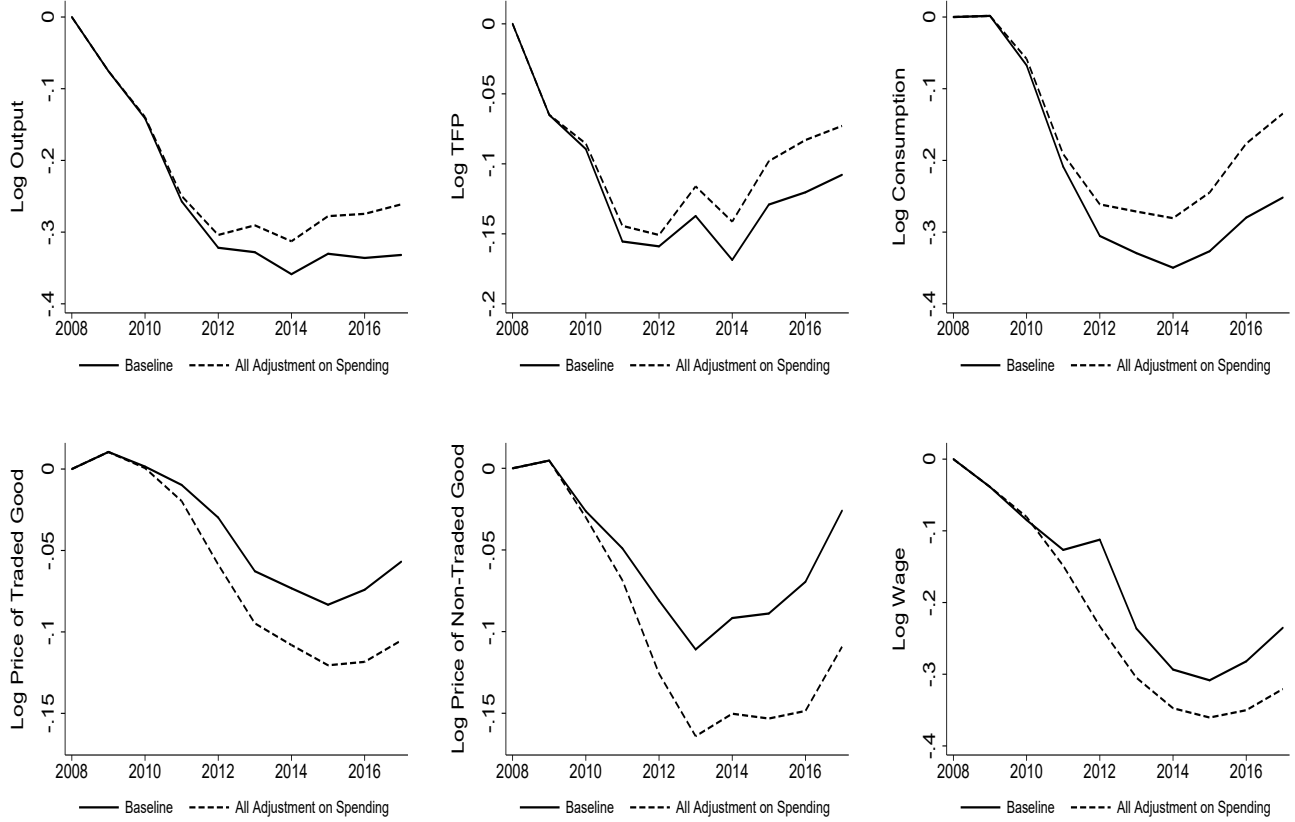 Log Output
0
-.1
-.2
-.3
-.4
2008 2010 2012 2014 2016
Baseline All Adjustment on Spending
Log TFP
0
-.05
-.1
-.15
-.2
2008 2010 2012 2014 2016
Baseline All Adjustment on Spending
Log Consumption
0
-.1
-.2
-.3
-.4
2008 2010 2012 2014 2016
Baseline All Adjustment on Spending
Log Price of Traded Good
0
-.05
-.1
-.15
2008 2010 2012 2014 2016
Baseline All Adjustment on Spending
Log Price of Non-Traded Good
0
-.05
-.1
-.15
2008 2010 2012 2014 2016
Baseline All Adjustment on Spending
Log Wage
0
-.1
-.2
-.3
-.4
2008 2010 2012 2014 2016
Baseline All Adjustment on Spending